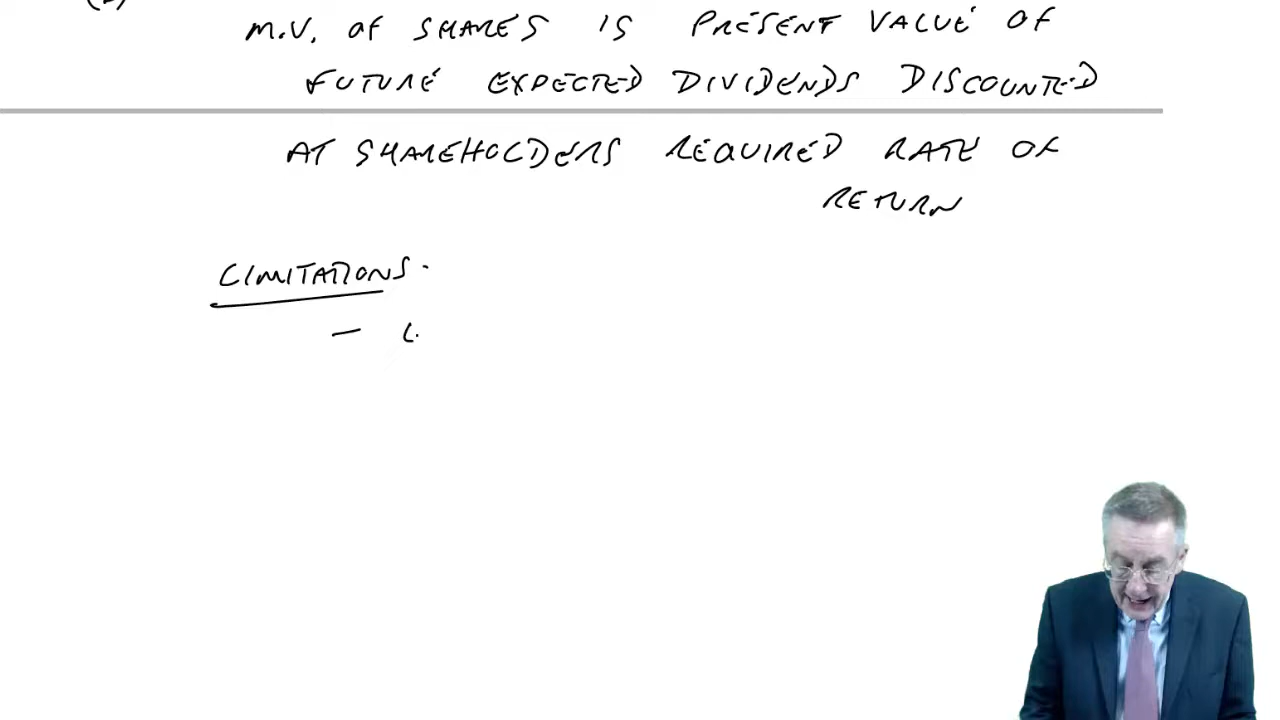 M.V. OF SHARES IS PRESENT VALUE OF
FUTURE EXPECTED DIVIDENDS DISCOUNTED
AT SHAREHOLDERS REQUIRED RATE OF
RETURN
LIMITATIONS.
–